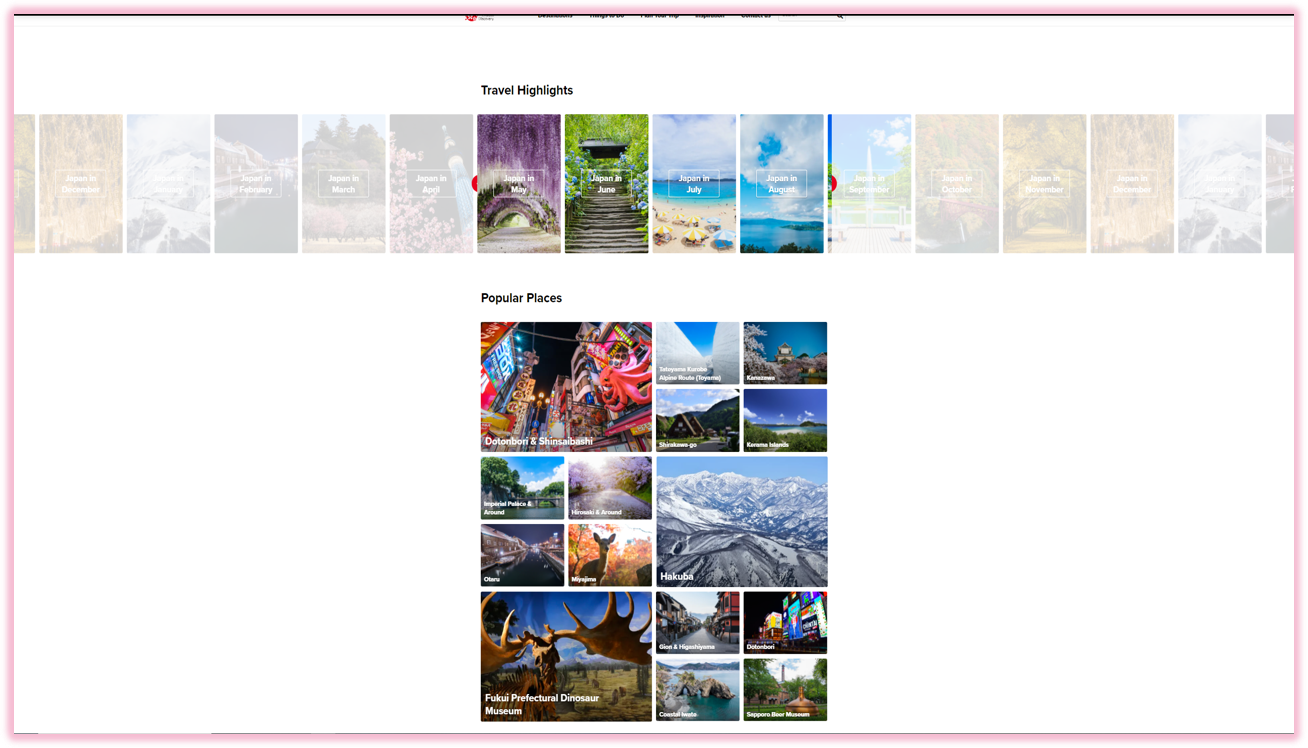 Destinations
Things to Do
Plan Your Trip
Inspiration
Contact us
Travel Highlights
Japan in
December
Japan in
January
Japan in
February
Japan in
March
Japan in
April
Japan in
May
Japan in
June
Japan in
July
Japan in
August
Japan in
September
Japan in
October
Japan in
November
Japan in
December
Popular Places
Dotonbori & Shinsaibashi
Tateyama Kurobe
Alpine Route (Toyama)
Kanazawa
Shirakawa-go
Kerama Islands
Imperial Palace &
Around
Hirosaki & Around
Hakuba
Otaru
Miyajima
Fukui Prefectural Dinosaur
Museum
Gion & Higashiyama
Dotonbori
Coastal Iwate
Sapporo Beer Museum